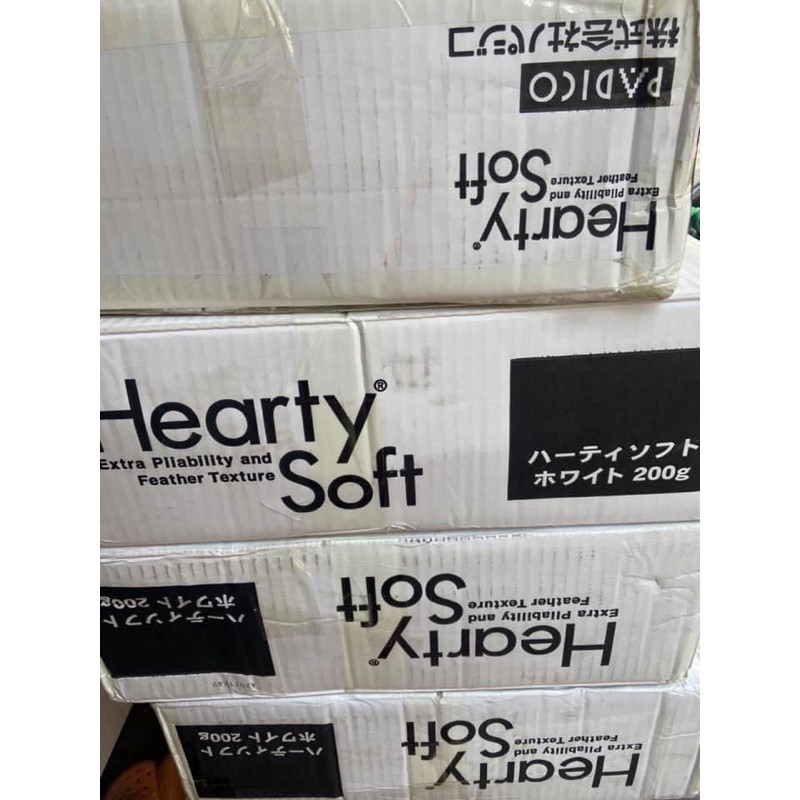 株式会社パジコ
PADICO
Hearty®
Extra Pliability and
Feather Texture
Soft
Hearty®
Extra Pliability and
Feather Texture
Soft
ハーティソフト
ホワイト 200g
Hearty®
Extra Pliability and
Feather Texture
Soft
ハーティソフト
ホワイト 200g
Hearty
Extra Pliability and
Feather Texture
Soft
ハーティソフト
ホワイト 200g